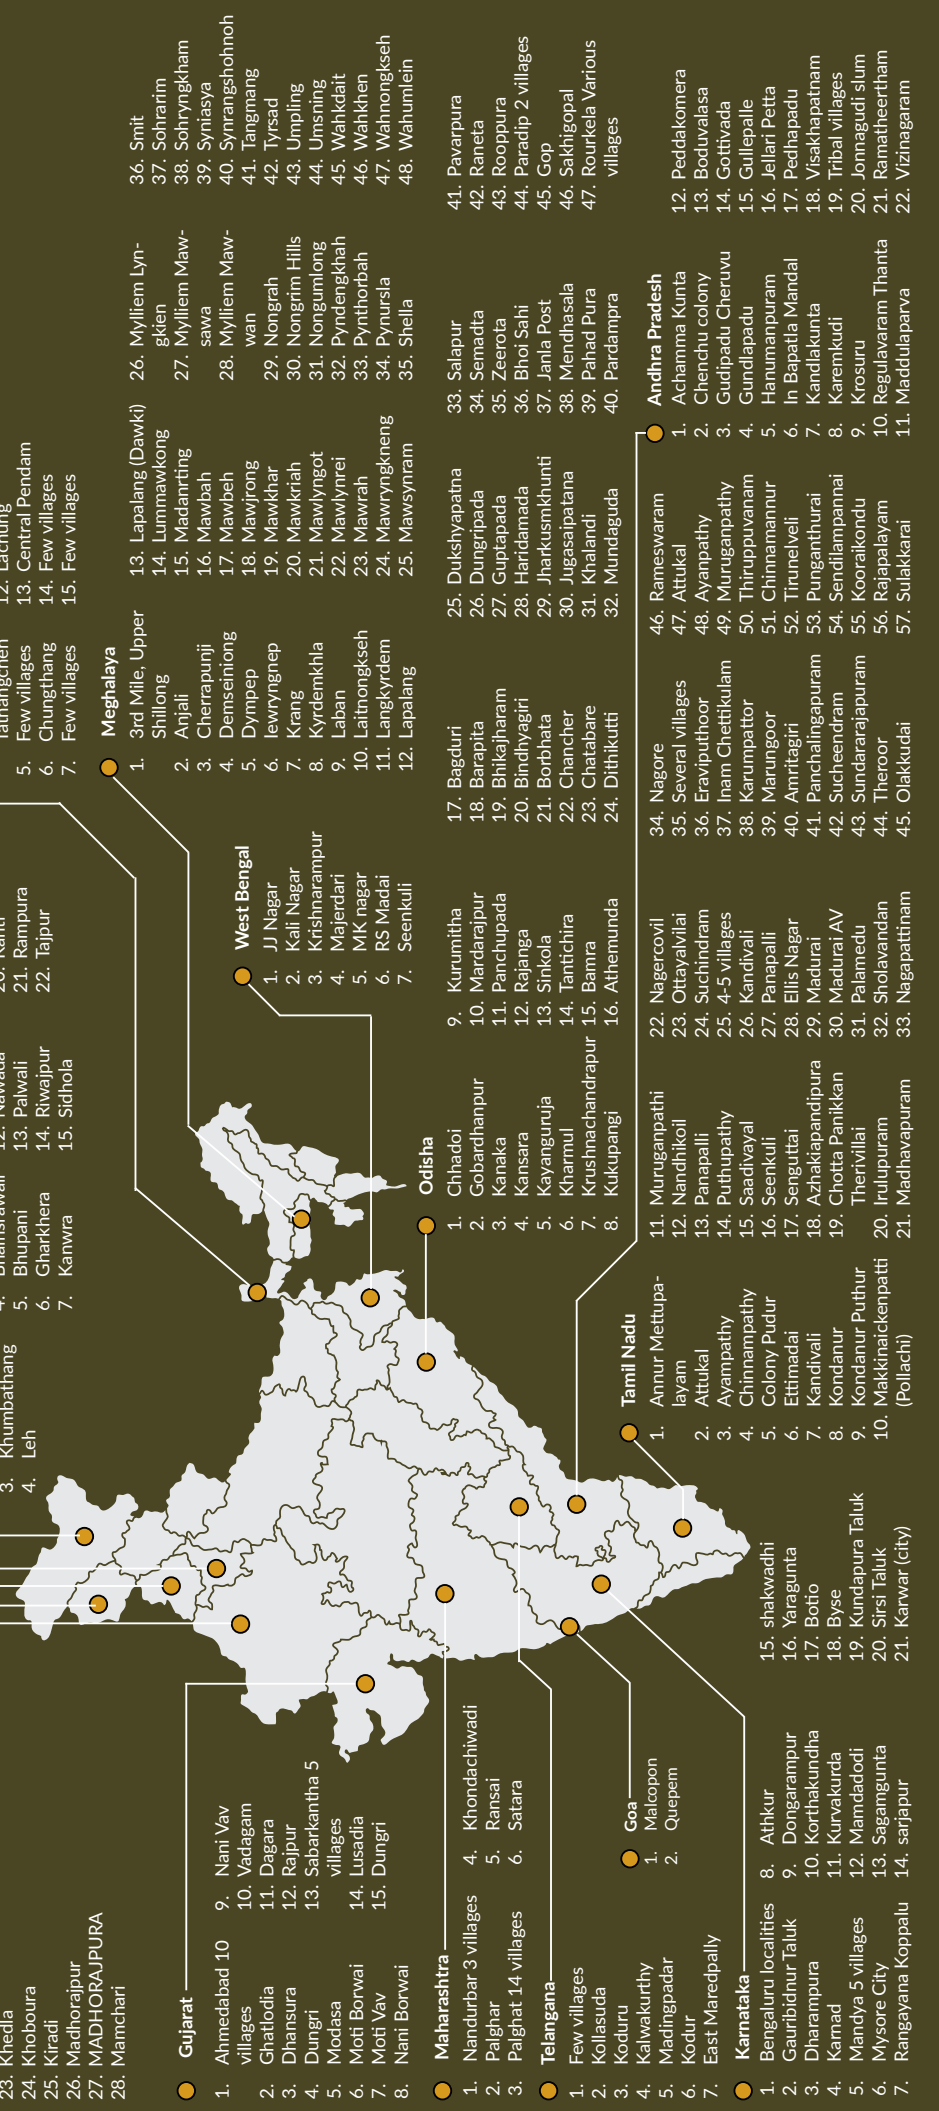 23. Khedla
24. Khoboura
25. Kiradi
26. Madhorajpur
27. MADHORAJPURA
28. Mamchari
3. Khumbathang
4. Leh
4.
5. Bhupani
6. Gharkhera
7. Kanwra
12. Nawada
13. Palwali
14. Riwajpur
15. Sidhola
20.
21. Rampura
22. Tajpur
Tathangchen
5. Few villages
6. Chungthang
7. Few villages
12. Lachung
13. Central Pendam
14. Few villages
15. Few villages
Meghalaya
1. 3rd Mile, Upper
Shillong
2. Anjali
3. Cherrapunji
4. Demseiniong
5. Dympep
6. Iewryngnep
7. Krang
8. Kyrdemkhla
9. Laban
10. Laitnongkseh
11. Langkyrdem
12. Lapalang
13. Lapalang (Dawki)
14. Lummawkong
15. Madanrting
16. Mawbah
17. Mawbeh
18. Mawjrong
19. Mawkhar
20. Mawkriah
21. Mawlyngot
22. Mawlynrei
23. Mawrah
24. Mawryngkneng
25. Mawsynram
26. Mylliem Lyn-
gkien
27. Mylliem Maw-
sawa
28. Mylliem Maw-
wan
29. Nongrah
30. Nongrim Hills
31. Nongumlong
32. Pyndengkhah
33. Pynthorbah
34. Pynursla
35. Shella
36. Smit
37. Sohrarim
38. Sohryngkham
39. Syniasya
40. Synrangshohnoh
41. Tangmang
42. Tyrsad
43. Umpling
44. Umsning
45. Wahkdait
46. Wahkhen
47. Wahnongkseh
48. Wahumlein
Gujarat
1. Ahmedabad 10
villages
2. Ghatlodia
3. Dhansura
4. Dungri
5. Modasa
6. Moti Borwai
7. Moti Vav
8. Nani Borwai
9. Nani Vav
10. Vadagam
11. Dagara
12. Rajpur
13. Sabarkantha 5
villages
14. Lusadia
15. Dungri
West Bengal
1. JJ Nagar
2. Kali Nagar
3. Krishnarampur
4. Majerdari
5. MK nagar
6. RS Madai
7. Seenkuli
Odisha
1. Chhadoi
2. Gobardhanpur
3. Kanaka
4. Kansara
5. Kayanguruja
6. Kharmul
7. Krushnachandrapur
8. Kukupangi
9. Kurumitha
10. Mardarajpur
11. Panchupada
12. Rajanga
13. Sinkola
14. Tantichira
15. Bamra
16. Athemunda
17. Bagduri
18. Barapita
19. Bhikajharam
20. Bindhyagiri
21. Borbhata
22. Chancher
23. Chatabare
24. Dithikutti
25. Dukshyapatna
26. Dungripada
27. Guptapada
28. Haridamada
29. Jharkusmkhunti
30. Jugasaipatana
31. Khalandi
32. Mundaguda
33. Salapur
34. Semadta
35. Zeerota
36. Bhoi Sahi
37. Janla Post
38. Mendhasala
39. Pahad Pura
40. Pardampra
41. Pavarpura
42. Raneta
43. Rooppura
44. Paradip 2 villages
45. Gop
46. Sakhigopal
47. Rourkela Various
villages
Maharashtra
1. Nandurbar 3 villages
2. Palghar
3. Palghat 14 villages
4. Khondachiwadi
5. Ransai
6. Satara
Telangana
1. Few villages
2. Kolasuda
3. Koduru
4. Kalwakurthy
5. Madingpadar
6. Kodur
7. East Maredpally
Goa
1. Malcopon
2. Quepem
Tamil Nadu
1. Annur Mettupa-
layam
2. Attukal
3. Ayampathy
4. Chinnampathy
5. Colony Pudur
6. Ettimadai
7. Kandivali
8. Kondanur
9. Kondanur Puthur
10. Makkinaickenpatti
(Pollachi)
11. Muruganpathi
12. Nandhikoil
13. Panapalli
14. Puthupathy
15. Saadivayal
16. Seenkuli
17. Senguttai
18. Azhakiapandipura
19. Chotta Panikkan
Therivillai
20. Irulupuram
21. Madhavapuram
22. Nagercovil
23. Ottayalvilai
24. Suchindram
25. 4-5 villages
26. Kandivali
27. Panapalli
28. Ellis Nagar
29. Madurai
30. Madurai AV
31. Palamedu
32. Sholavandan
33. Nagapattinam
34. Nagore
35. Several villages
36. Eraviputhoor
37. Inam Chettikulam
38. Karumpattor
39. Marungoor
40. Amritagiri
41. Panchalingapuram
42. Sucheendram
43. Sundararajapuram
44. Theroor
45. Olakkudai
46. Rameswaram
47. Attukal
48. Ayanpathy
49. Muruganpathy
50. Thiruppuvanam
51. Chinnamanur
52. Tirunelveli
53. Punganthurai
54. Sendilampannai
55. Kooraikondu
56. Rajapalayam
57. Sulakkarai
Andhra Pradesh
1. Achamma Kunta
2. Chenchu colony
3. Gudipadu Cheruvu
4. Gundlapadu
5. Hanumanpuram
6. In Bapatla Mandal
7. Kandlakunta
8. Karemkudi
9. Krosuru
10. Regulavaram Thanta
11. Maddulaparva
12. Peddakomera
13. Boduvalasa
14. Gottivada
15. Gullepalle
16. Jellari Petta
17. Pedhapadu
18. Visakhapatnam
19. Tribal villages
20. Jonnagudi slum
21. Ramatheertham
22. Vizinagaram
Karnataka
1. Bengaluru localities
2. Gauribidnur Taluk
3. Dharampura
4. Karnad
5. Mandya 5 villages
6. Mysore City
7. Rangayana Koppalu
8. Athkur
9. Dongarampur
10. Korthakundha
11. Kurvakurda
12. Mamdadodi
13. Sagamgunta
14. sarjapur
15. shakwadhi
16. Yaragunta
17. Botio
18. Byse
19. Kundapura Taluk
20. Sirsi Taluk
21. Karwar (city)